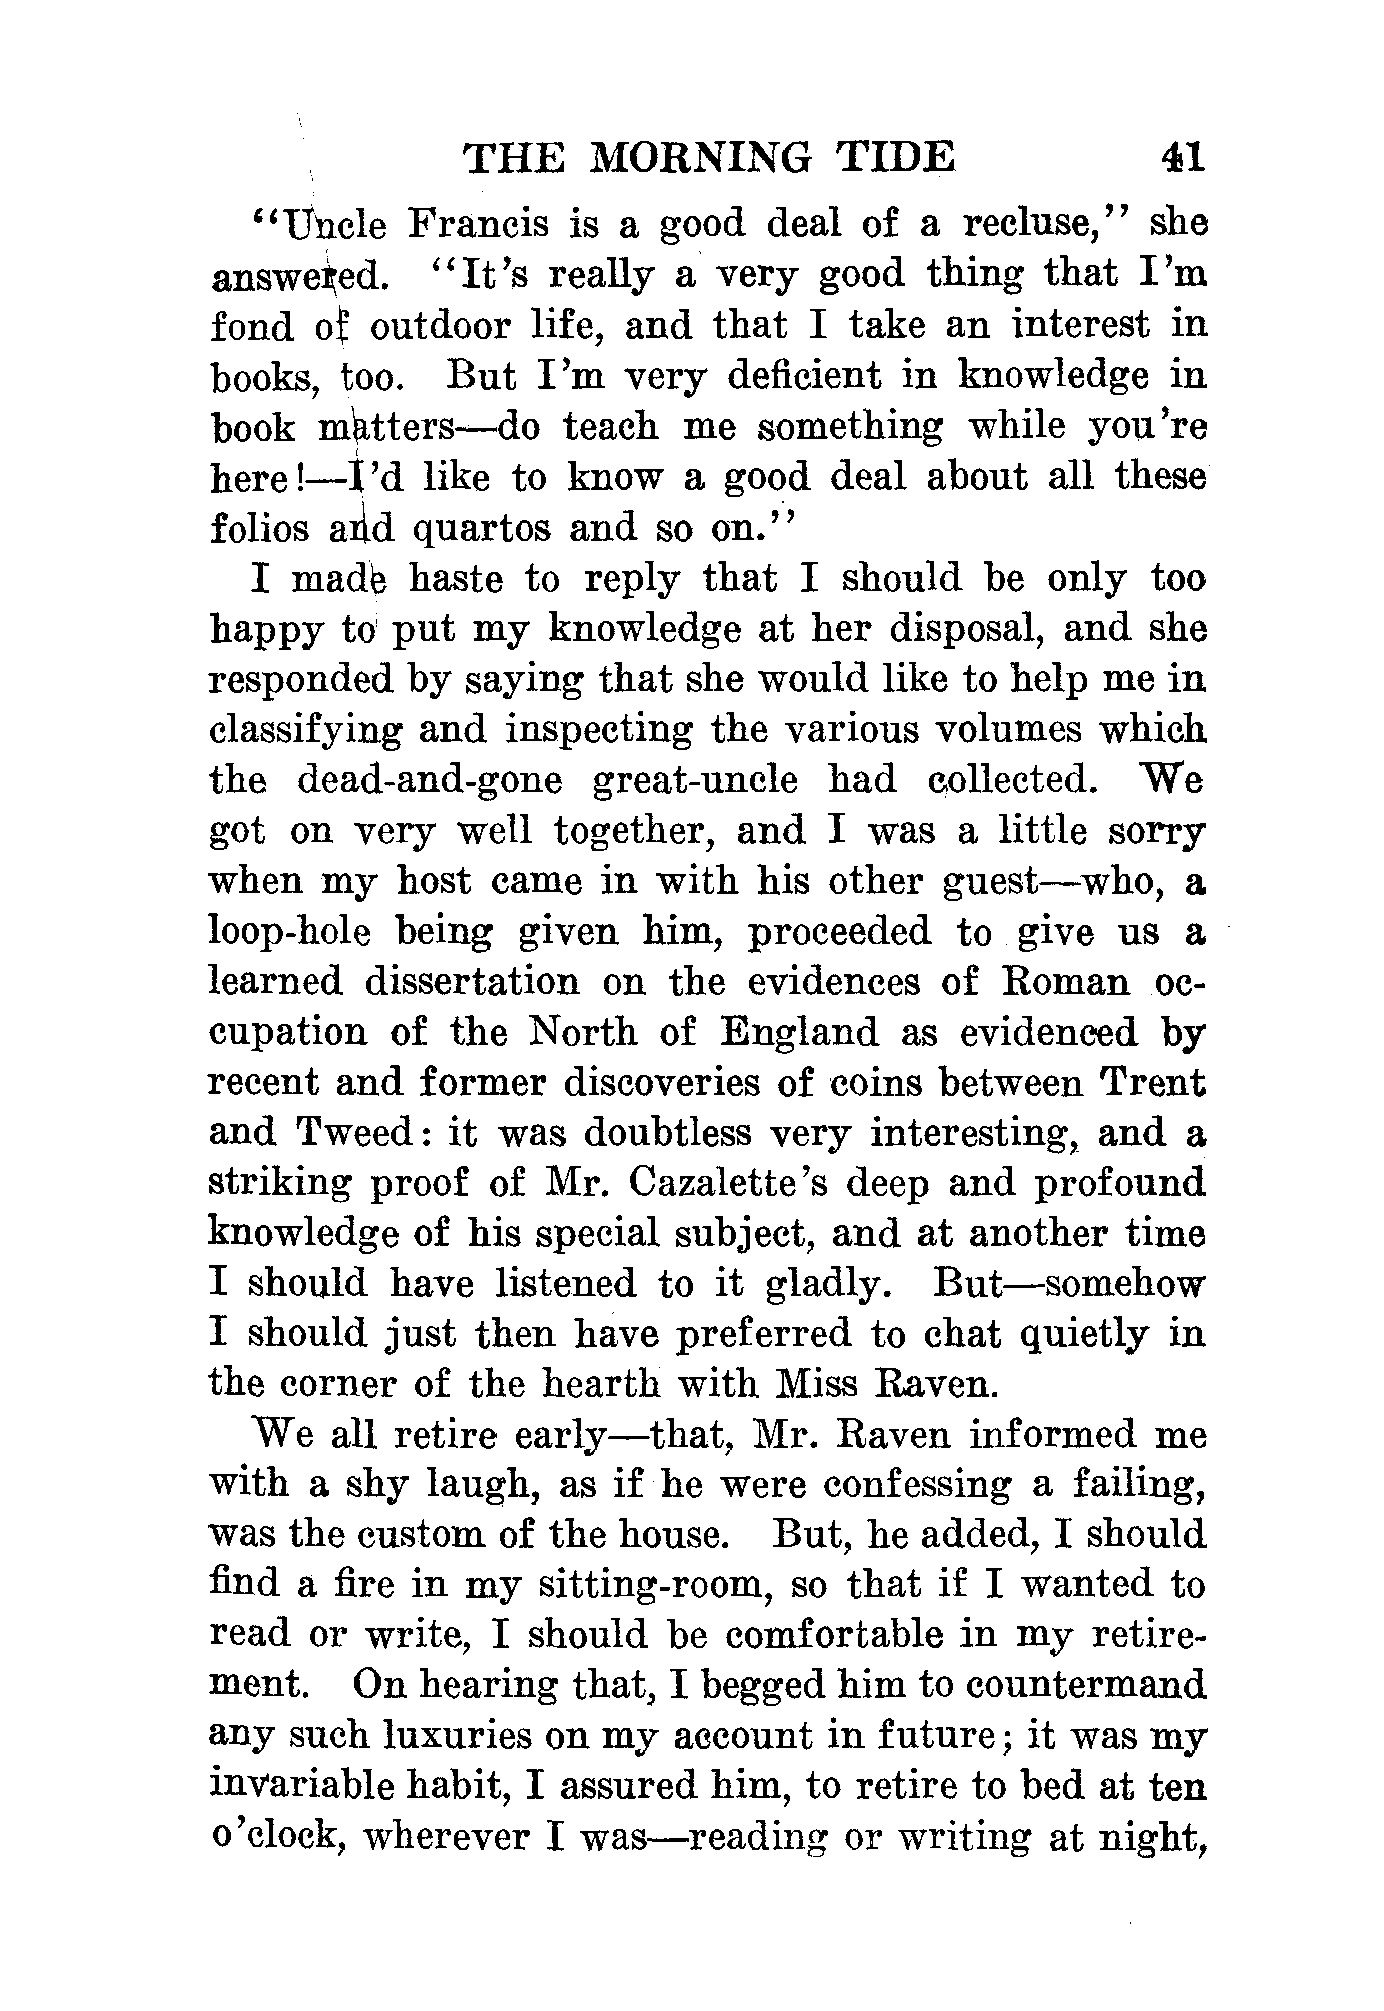 THE MORNING TIDE 41
“Uncle Francis is a good deal of a recluse,” she
answered. “It’s really a very good thing that I’m
fond of outdoor life, and that I take an interest in
books, too. But I’m very deficient in knowledge in
book matters—do teach me something while you’re
here!—I’d like to know a good deal about all these
folios and quartos and so on.”
I made haste to reply that I should be only too
happy to put my knowledge at her disposal, and she
responded by saying that she would like to help me in
classifying and inspecting the various volumes which
the dead-and-gone great-uncle had collected. We
got on very well together, and I was a little sorry
when my host came in with his other guest—who, a
loop-hole being given him, proceeded to give us a
learned dissertation on the evidences of Roman oc-
cupation of the North of England as evidenced by
recent and former discoveries of coins between Trent
and Tweed: it was doubtless very interesting, and a
striking proof of Mr. Cazalette’s deep and profound
knowledge of his special subject, and at another time
I should have listened to it gladly. But—somehow
I should just then have preferred to chat quietly in
the corner of the hearth with Miss Raven.
We all retire early—that, Mr. Raven informed me
with a shy laugh, as if he were confessing a failing,
was the custom of the house. But, he added, I should
find a fire in my sitting-room, so that if I wanted to
read or write, I should be comfortable in my retire-
ment. On hearing that, I begged him to countermand
any such luxuries on my account in future; it was my
invariable habit, I assured him, to retire to bed at ten
o’clock, wherever I was—reading or writing at night,